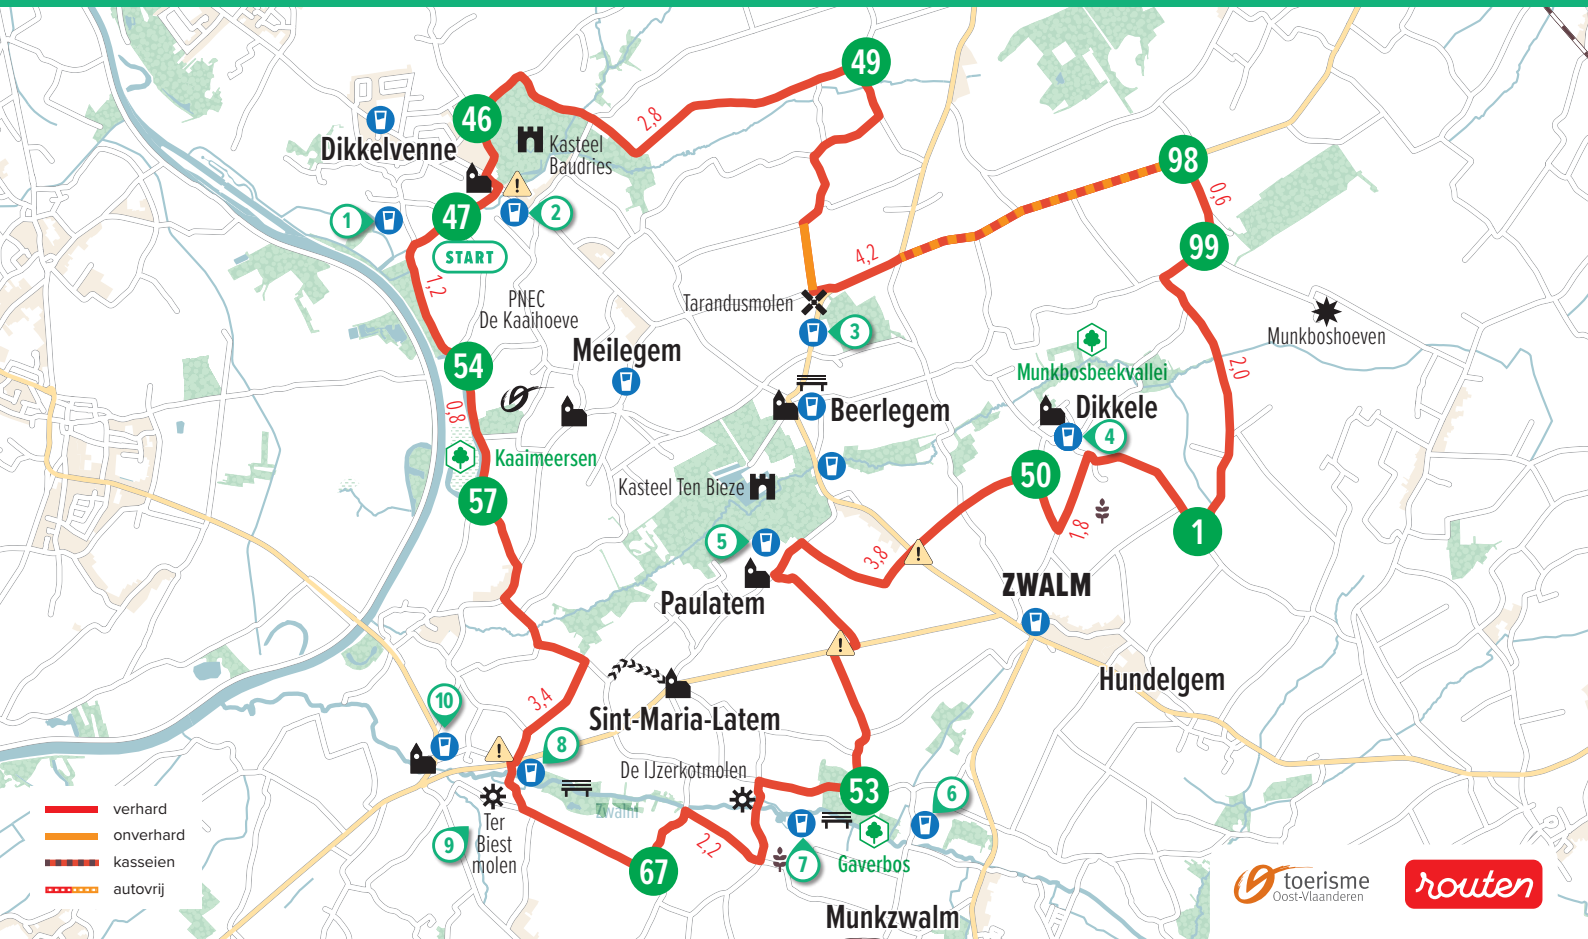 49
46
2,8
Kasteel
Baudries
Dikkelvenne
98
0,6
1
47
2
START
99
4,2
1,2
PNEC
De Kaaihoeve
Tarandusmolen
3
Munkboshoeven
Meilegem
54
Munkbosbeekvallei
2,0
0,8
Beerlegem
Dikkele
4
Kaaimeersen
50
Kasteel Ten Bieze
57
1,8
1
5
3,8
ZWALM
Paulatem
Hundelgem
3,4
10
Sint-Maria-Latem
8
De IJzerkotmolen
53
6
Zwalm
verhard
onverhard
kasseien
autovrij
Ter
Biest
molen
9
2,2
67
7
Gaverbos
toerisme
Oost-Vlaanderen
routen
Munkzwalm